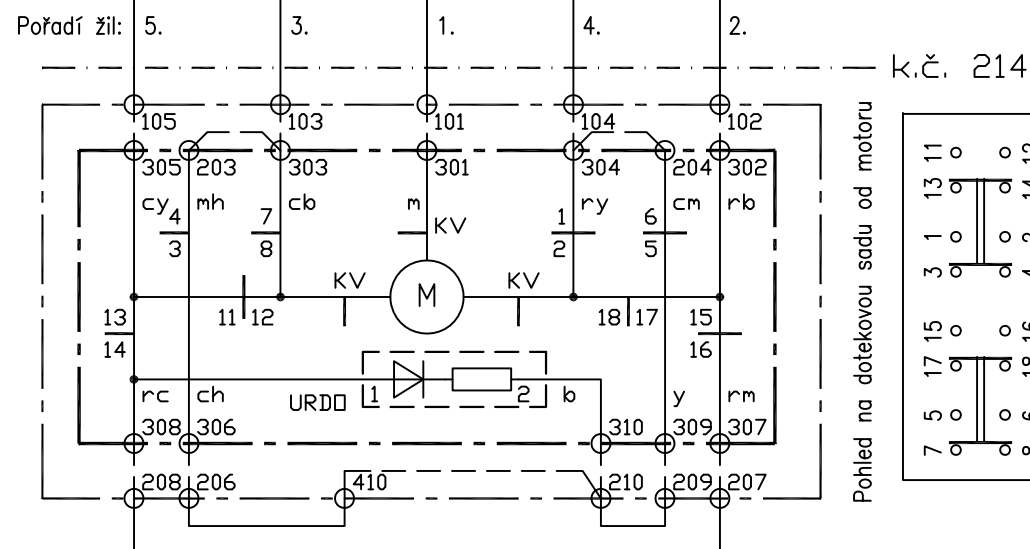 Pořadí žil: 5. 3. 1. 4. 2.
k.č. 214
105 103 101 104 102
305 203 303 301 304 204 302
cy mh cb m ry cm rb
4 7 KV 1 6
3 8 2 5
KV KV
M
13 11 12 18 17 15
14 16
rc ch URDO 1 2 b y rm
308 306 310 309 307
208 206 410 210 209 207
Pohled na dotekovou sadu od motoru
11
13
1
3
15
17
5
7